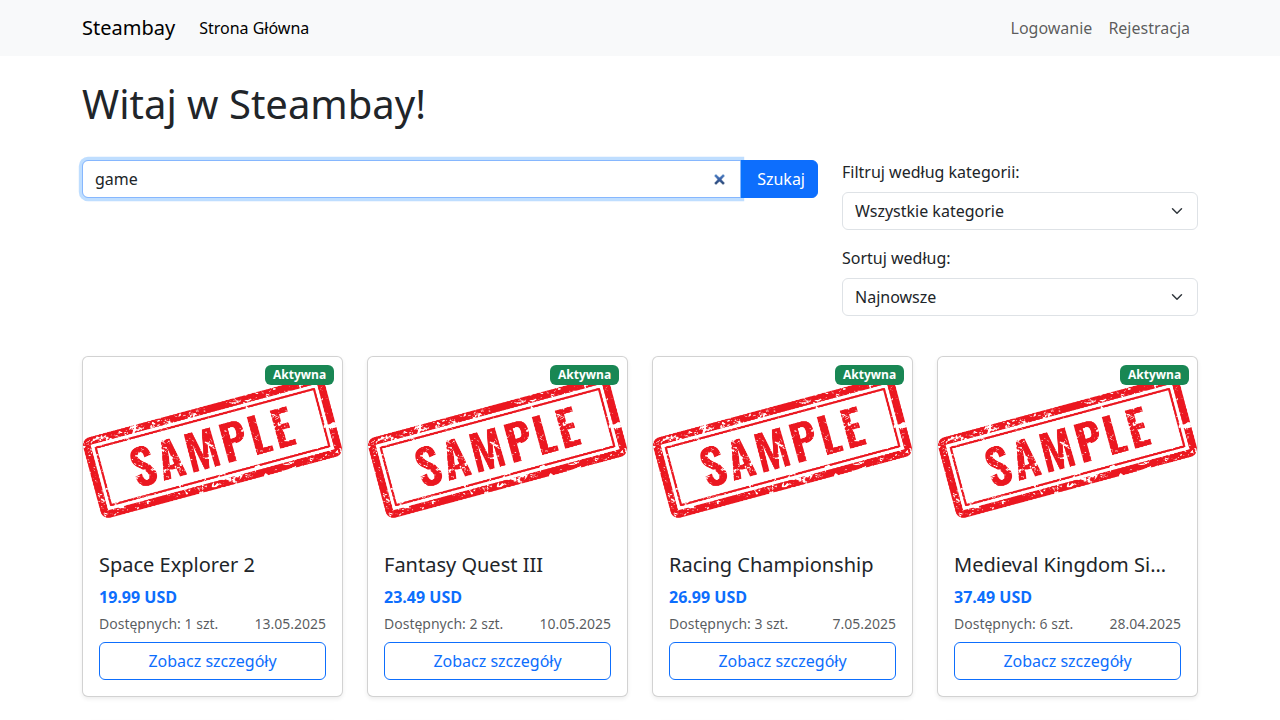 Steambay Strona Główna Logowanie Rejestracja
Witaj w Steambay!
game Szukaj
Filtruj według kategorii:
Wszystkie kategorie
Sortuj według:
Najnowsze
Aktywna Aktywna Aktywna Aktywna
SAMPLE SAMPLE SAMPLE SAMPLE
Space Explorer 2
19.99 USD
Dostępnych: 1 szt. 13.05.2025
Zobacz szczegóły
Fantasy Quest III
23.49 USD
Dostępnych: 2 szt. 10.05.2025
Zobacz szczegóły
Racing Championship
26.99 USD
Dostępnych: 3 szt. 7.05.2025
Zobacz szczegóły
Medieval Kingdom Si...
37.49 USD
Dostępnych: 6 szt. 28.04.2025
Zobacz szczegóły